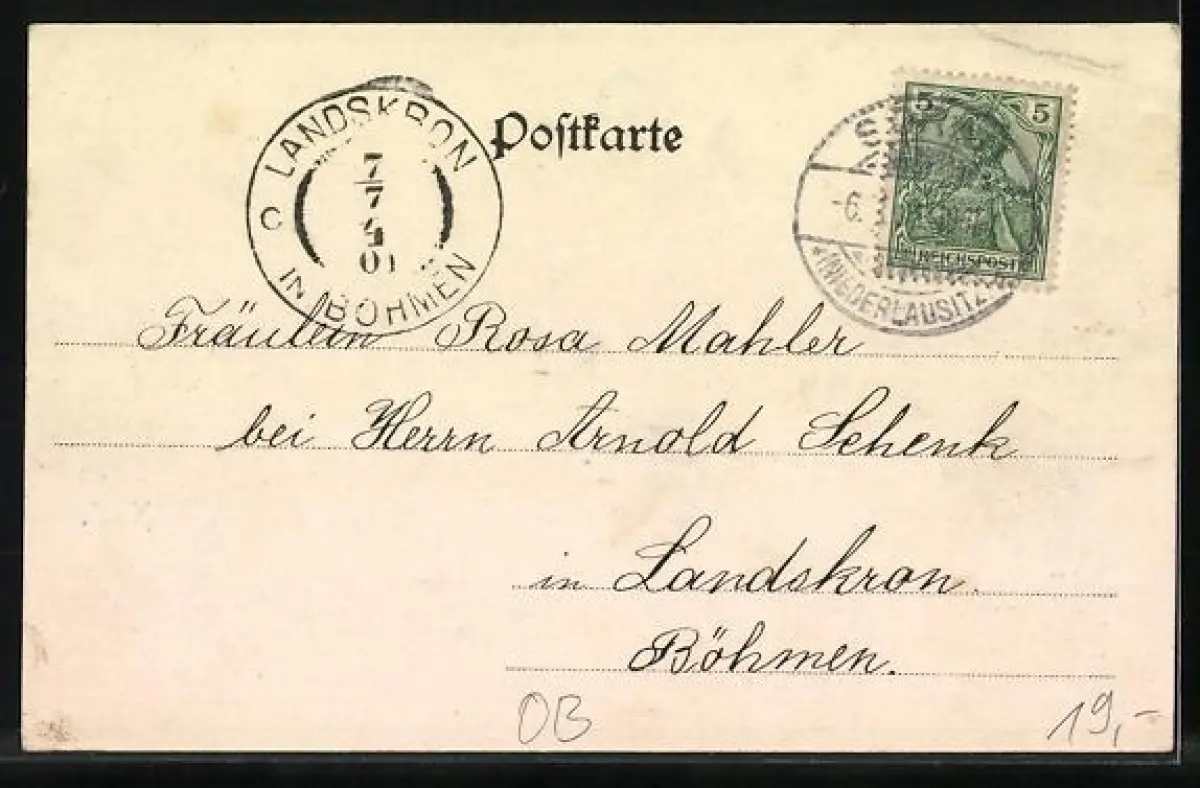 LANDSKRON
7
7
4
01
C
IN BÖHMEN
Postkarte
5 5
REICHSPOST
6.
(NIEDERLAUSITZ)
Fräulein Rosa Mahler
bei Herrn Arnold Schenk
in Landskron.
Böhmen.
OB
19,-